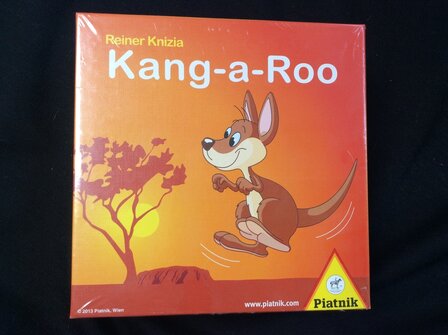 Reiner Knizia
Kang-a-Roo
© 2013 Piatnik, Wien
www.piatnik.com
Piatnik